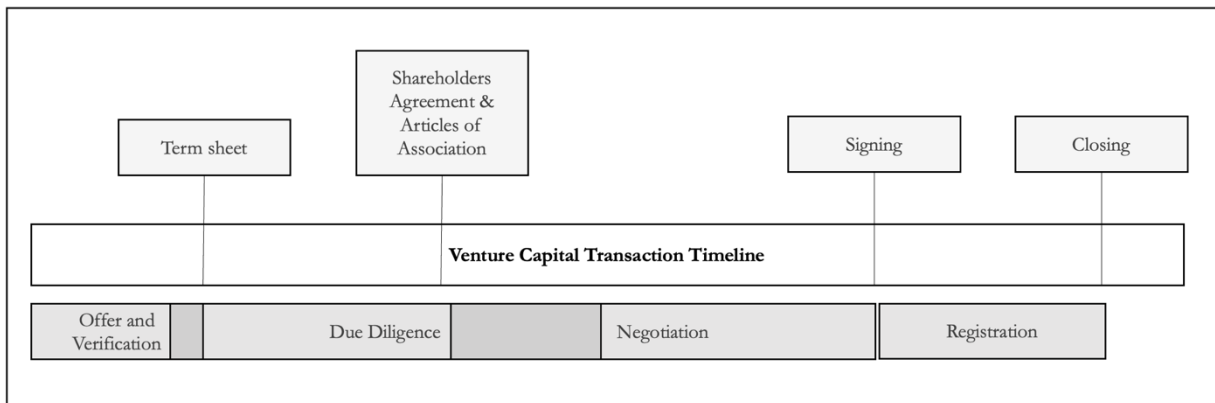 Term sheet
Shareholders
Agreement &
Articles of
Association
Signing
Closing
Venture Capital Transaction Timeline
Offer and
Verification
Due Diligence
Negotiation
Registration